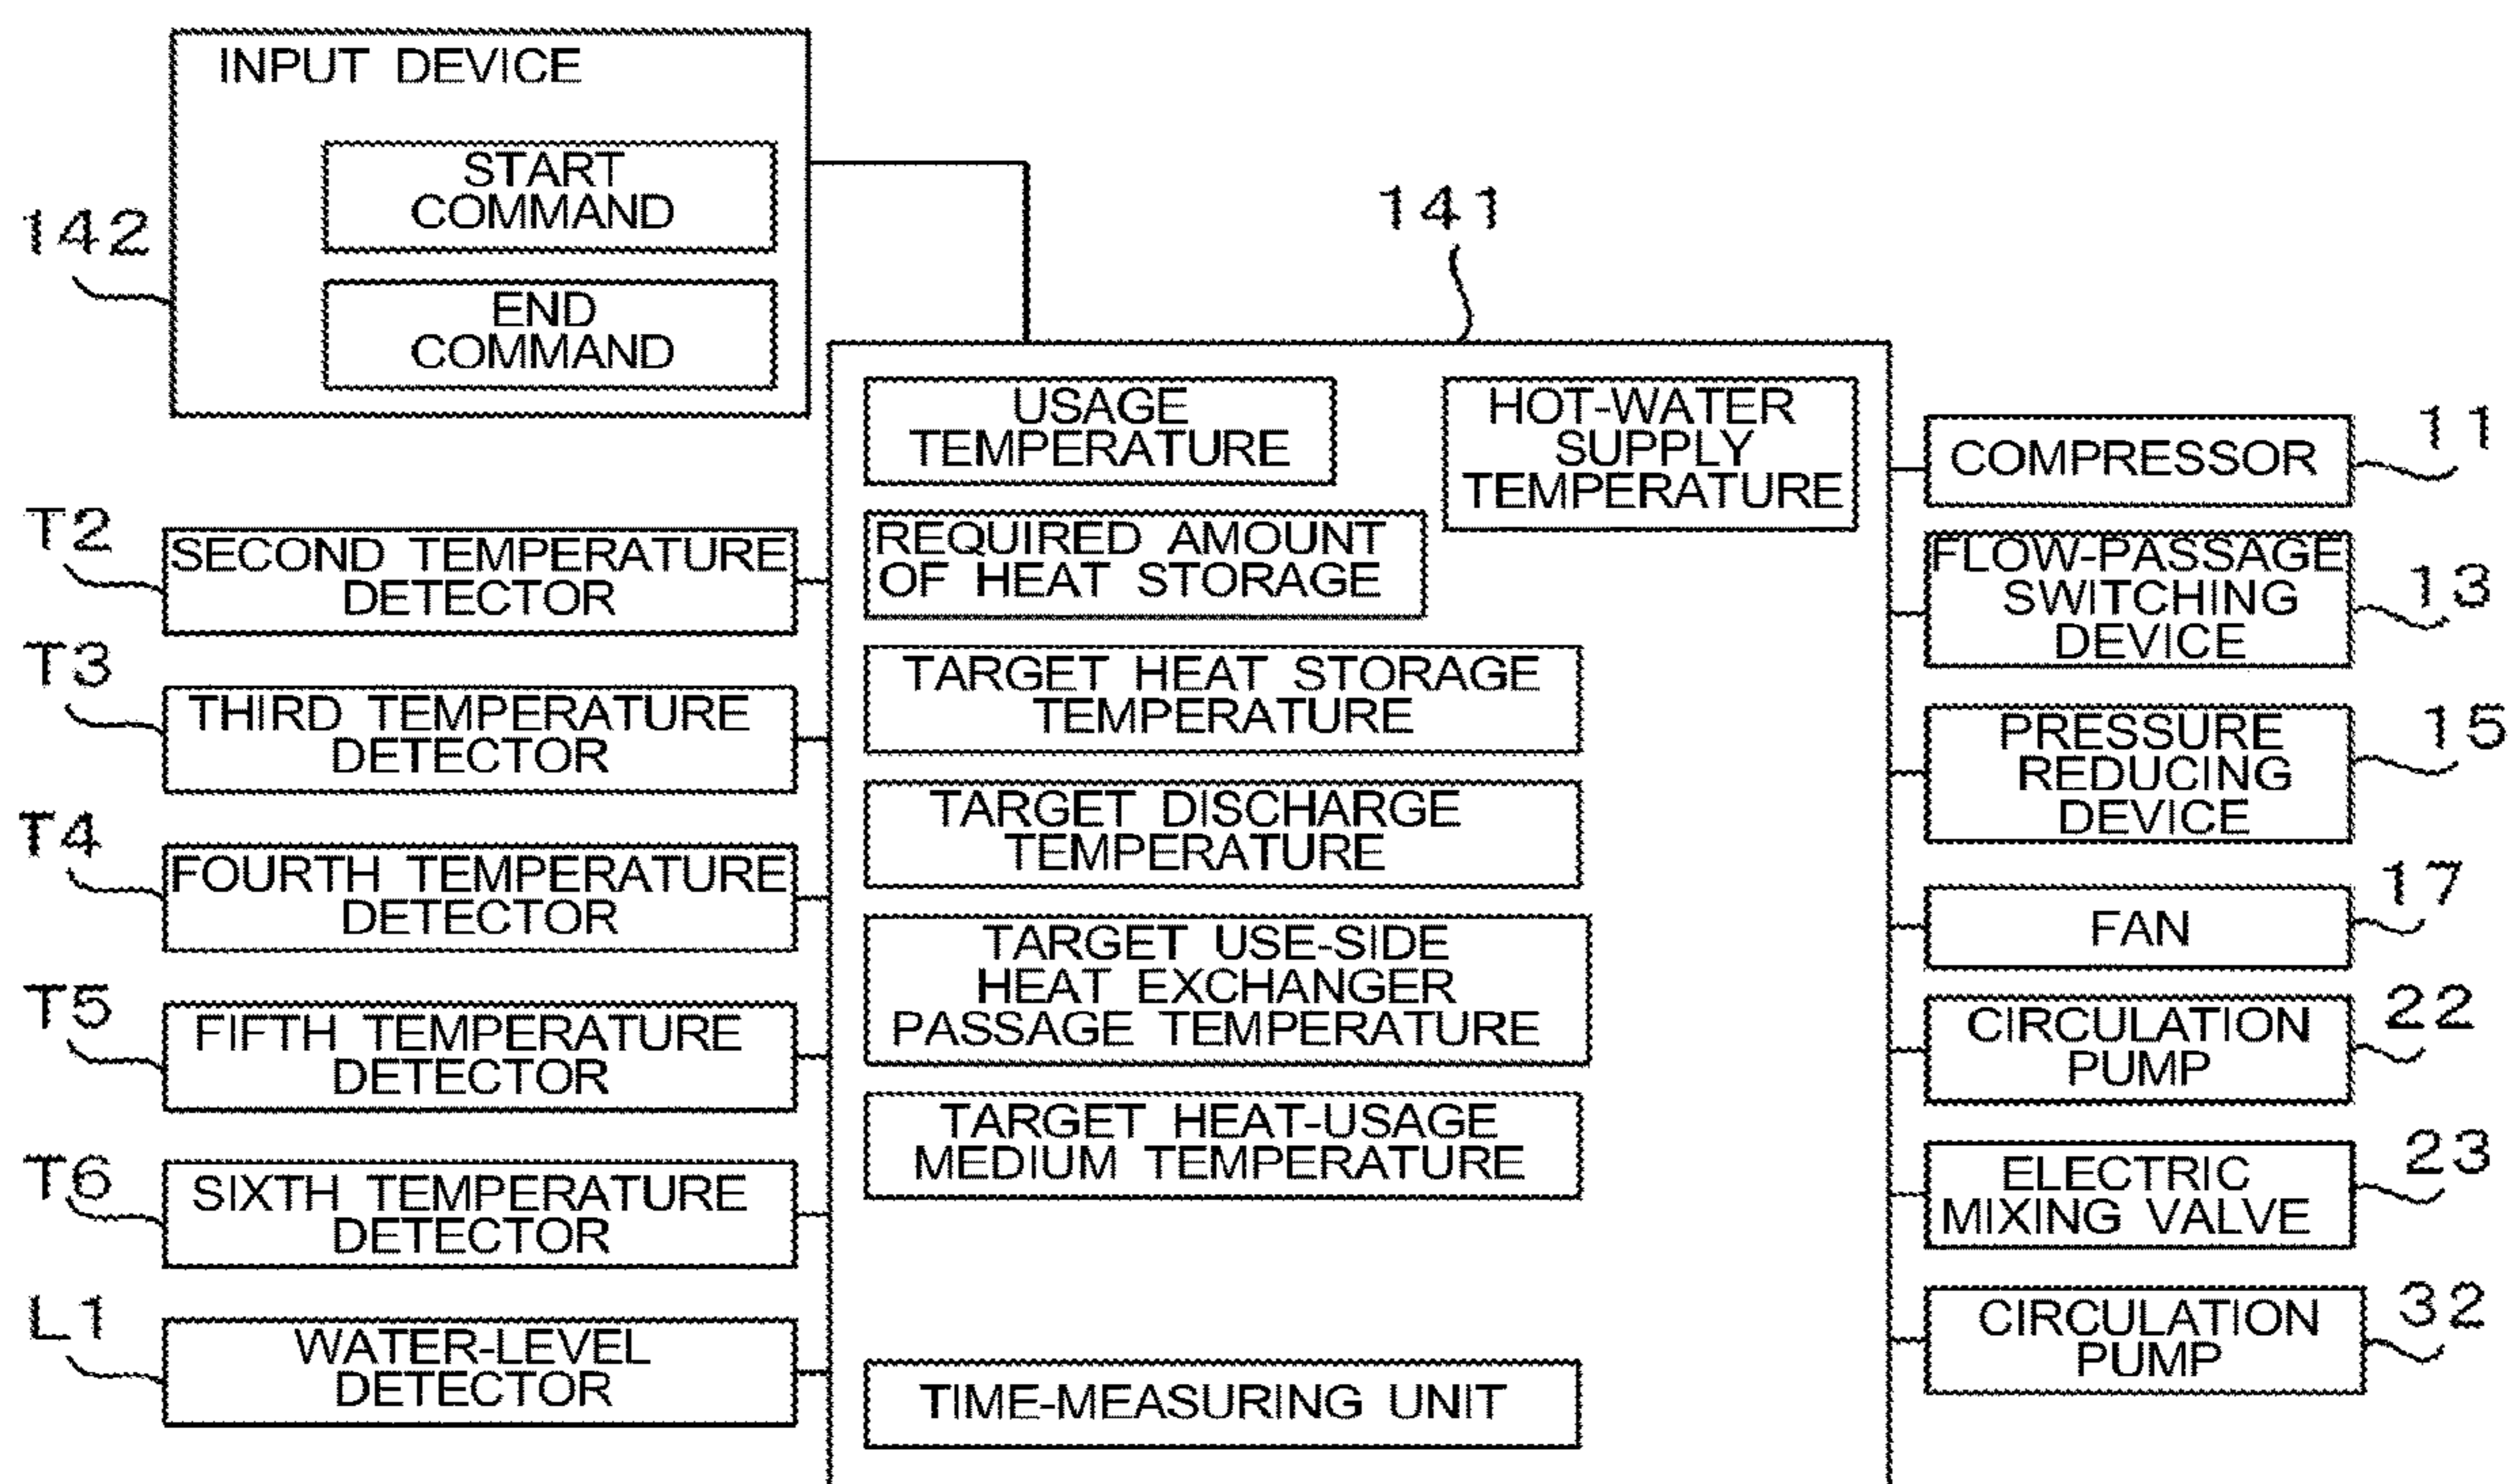 INPUT DEVICE
START
COMMAND
END
COMMAND
142
141
USAGE
TEMPERATURE
HOT-WATER
SUPPLY
TEMPERATURE
REQUIRED AMOUNT
OF HEAT STORAGE
TARGET HEAT STORAGE
TEMPERATURE
TARGET DISCHARGE
TEMPERATURE
TARGET USE-SIDE
HEAT EXCHANGER
PASSAGE TEMPERATURE
TARGET HEAT-USAGE
MEDIUM TEMPERATURE
TIME-MEASURING UNIT
T2
SECOND TEMPERATURE
DETECTOR
T3
THIRD TEMPERATURE
DETECTOR
T4
FOURTH TEMPERATURE
DETECTOR
T5
FIFTH TEMPERATURE
DETECTOR
T6
SIXTH TEMPERATURE
DETECTOR
L1
WATER-LEVEL
DETECTOR
COMPRESSOR
11
FLOW-PASSAGE
SWITCHING
DEVICE
13
PRESSURE
REDUCING
DEVICE
15
FAN
17
CIRCULATION
PUMP
22
ELECTRIC
MIXING VALVE
23
CIRCULATION
PUMP
32